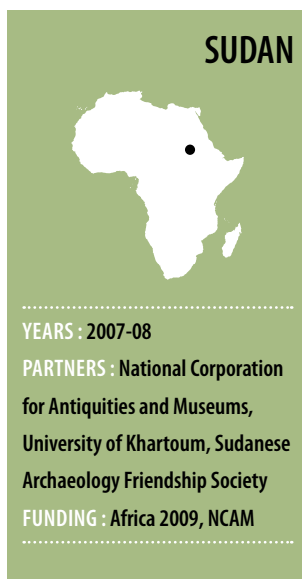 SUDAN
YEARS : 2007-08
PARTNERS : National Corporation
for Antiquities and Museums,
University of Khartoum, Sudanese
Archaeology Friendship Society
FUNDING : Africa 2009, NCAM